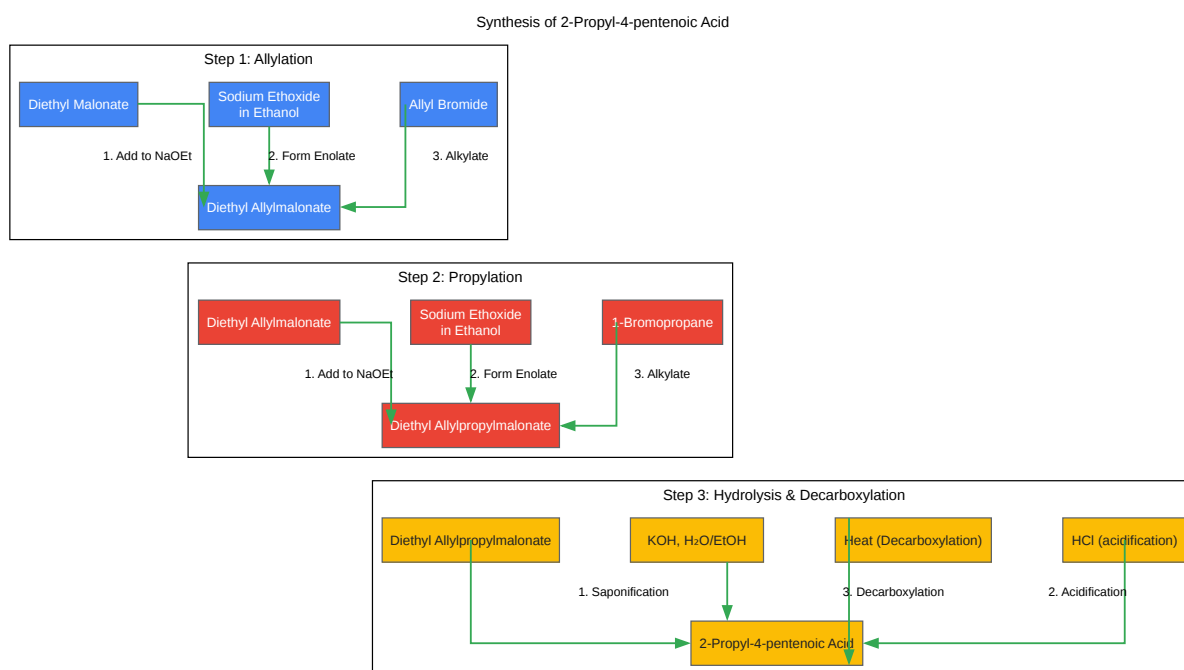 Synthesis of 2-Propyl-4-pentenoic Acid
Step 1: Allylation
Diethyl Malonate
Sodium Ethoxide
in Ethanol
Allyl Bromide
1. Add to NaOEt
2. Form Enolate
3. Alkylate
Diethyl Allylmalonate
Step 2: Propylation
Diethyl Allylmalonate
Sodium Ethoxide
in Ethanol
1-Bromopropane
1. Add to NaOEt
2. Form Enolate
3. Alkylate
Diethyl Allylpropylmalonate
Step 3: Hydrolysis & Decarboxylation
Diethyl Allylpropylmalonate
KOH, H₂O/EtOH
Heat (Decarboxylation)
HCl (acidification)
1. Saponification
3. Decarboxylation
2. Acidification
2-Propyl-4-pentenoic Acid